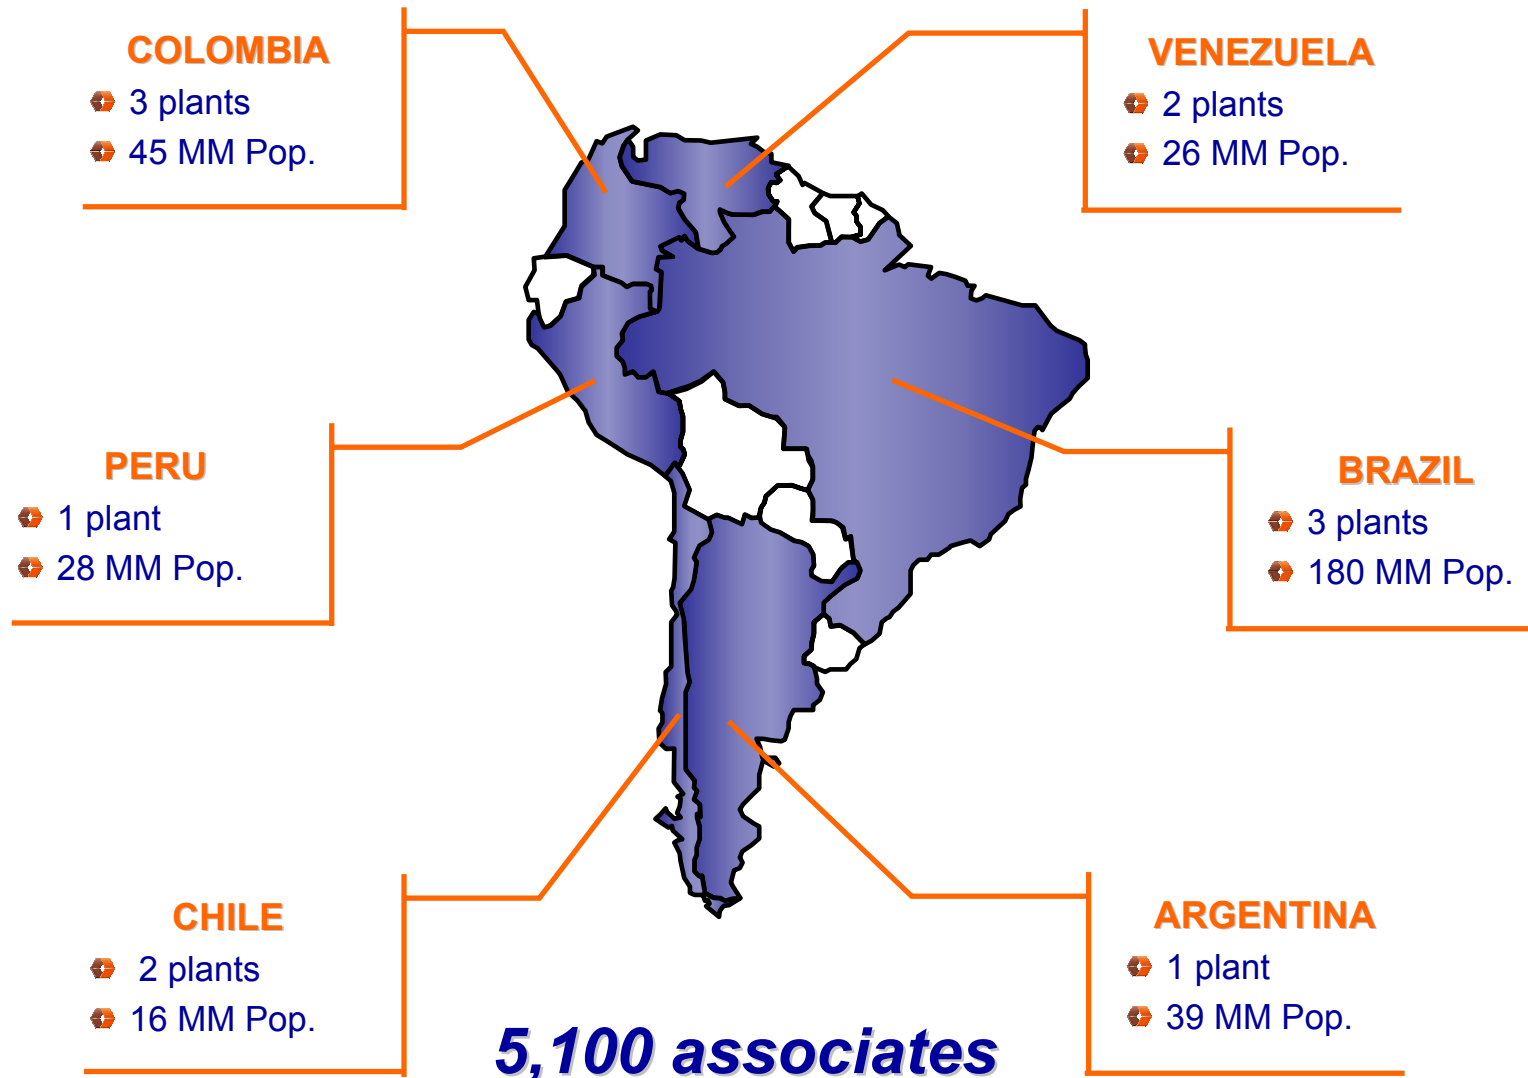 COLOMBIA
3 plants
45 MM Pop.
VENEZUELA
2 plants
26 MM Pop.
PERU
1 plant
28 MM Pop.
BRAZIL
3 plants
180 MM Pop.
CHILE
2 plants
16 MM Pop.
ARGENTINA
1 plant
39 MM Pop.
5,100 associates